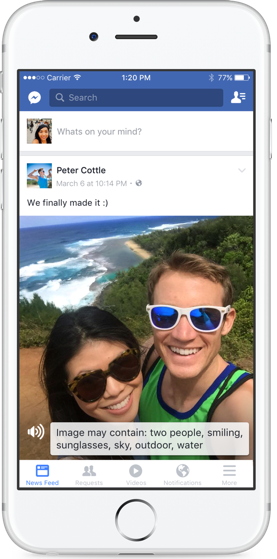 Carrier 1:20 PM 77%
Search
Whats on your mind?
Peter Cottle
March 6 at 10:14 PM •
We finally made it :)
Image may contain: two people, smiling,
sunglasses, sky, outdoor, water
News Feed Requests Videos Notifications More